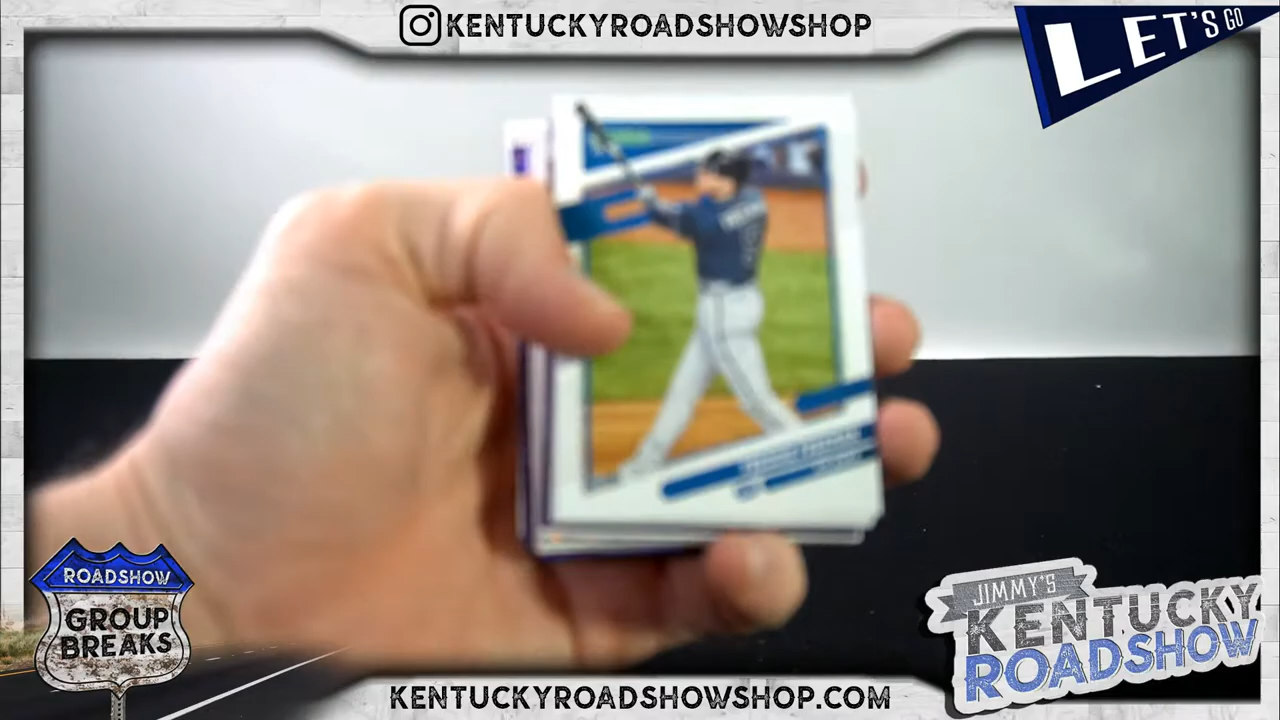 KENTUCKYROADSHOWSHOP
LET'S GO
ROADSHOW
GROUP
BREAKS
JIMMY'S
KENTUCKY
ROADSHOW
KENTUCKYROADSHOWSHOP.COM